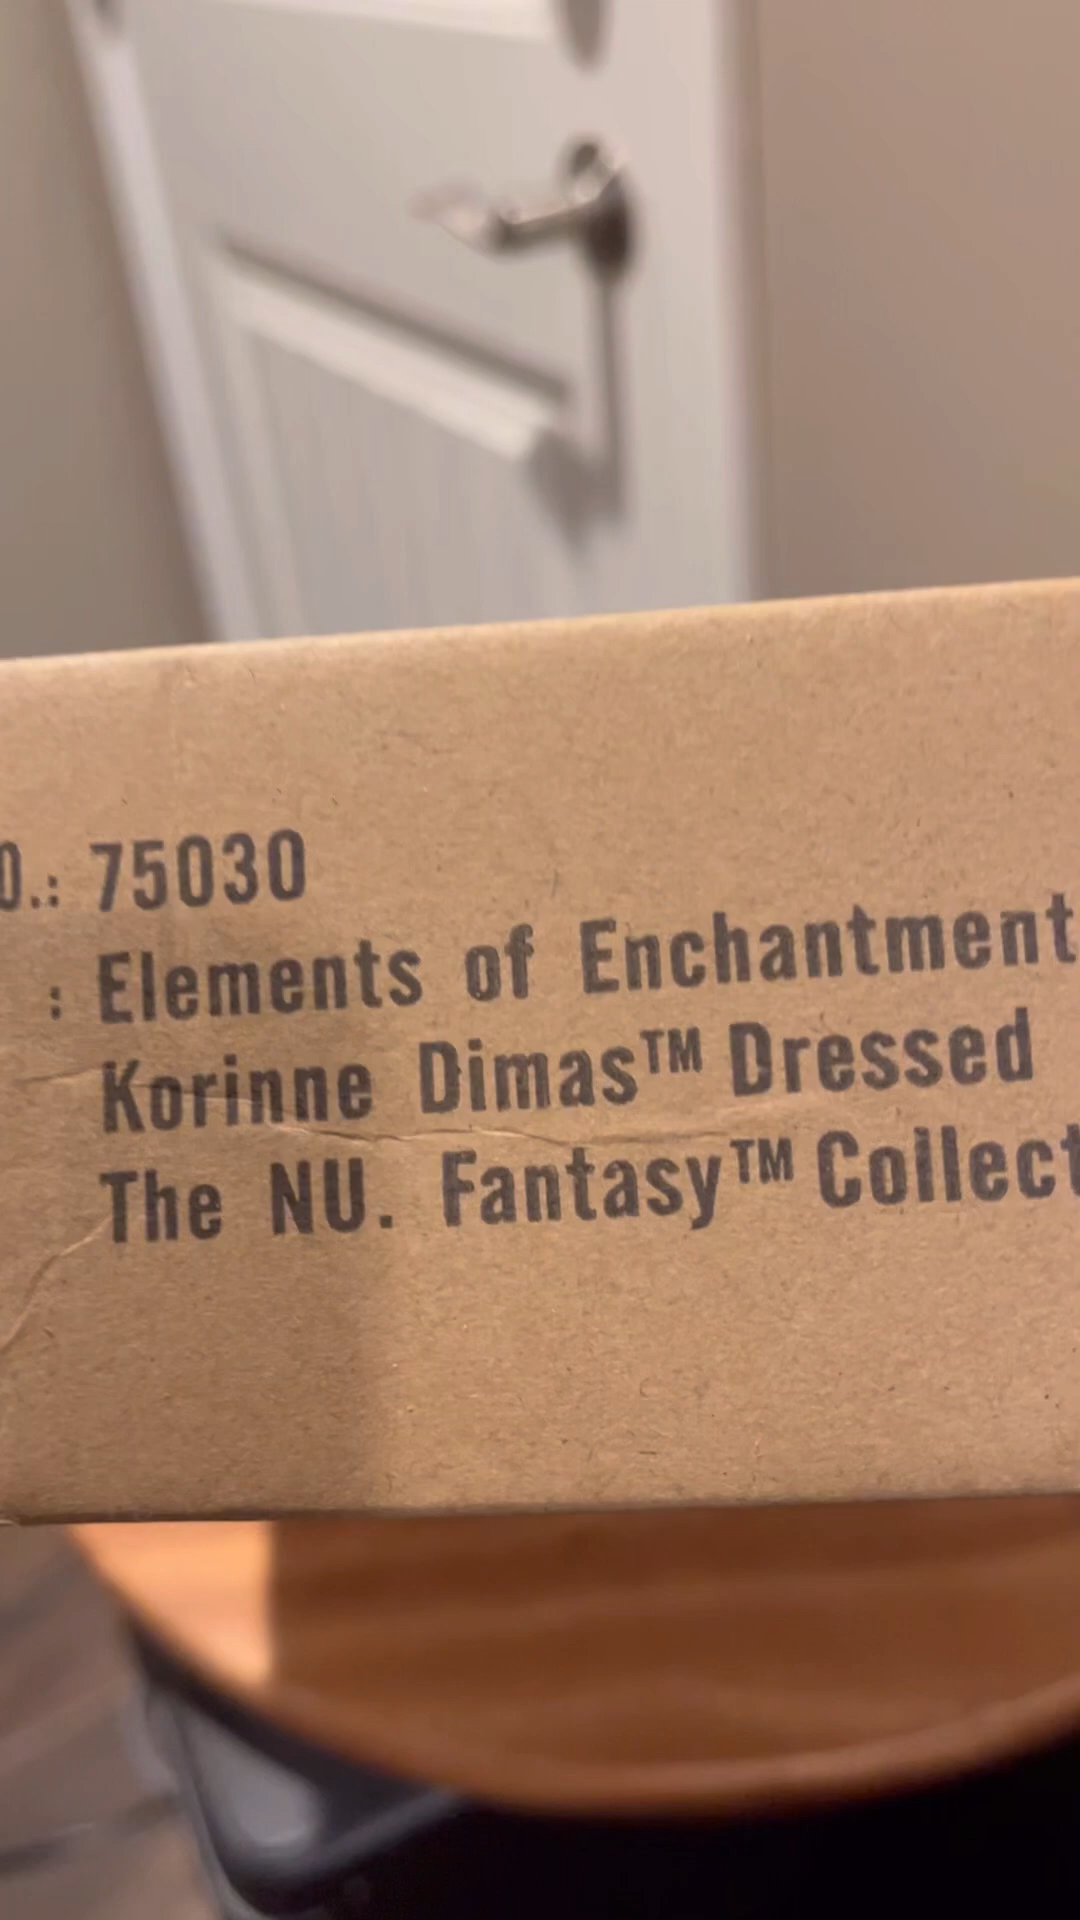 0.: 75030
: Elements of Enchantment
Korinne Dimas™ Dressed
The NU. Fantasy™ Collect